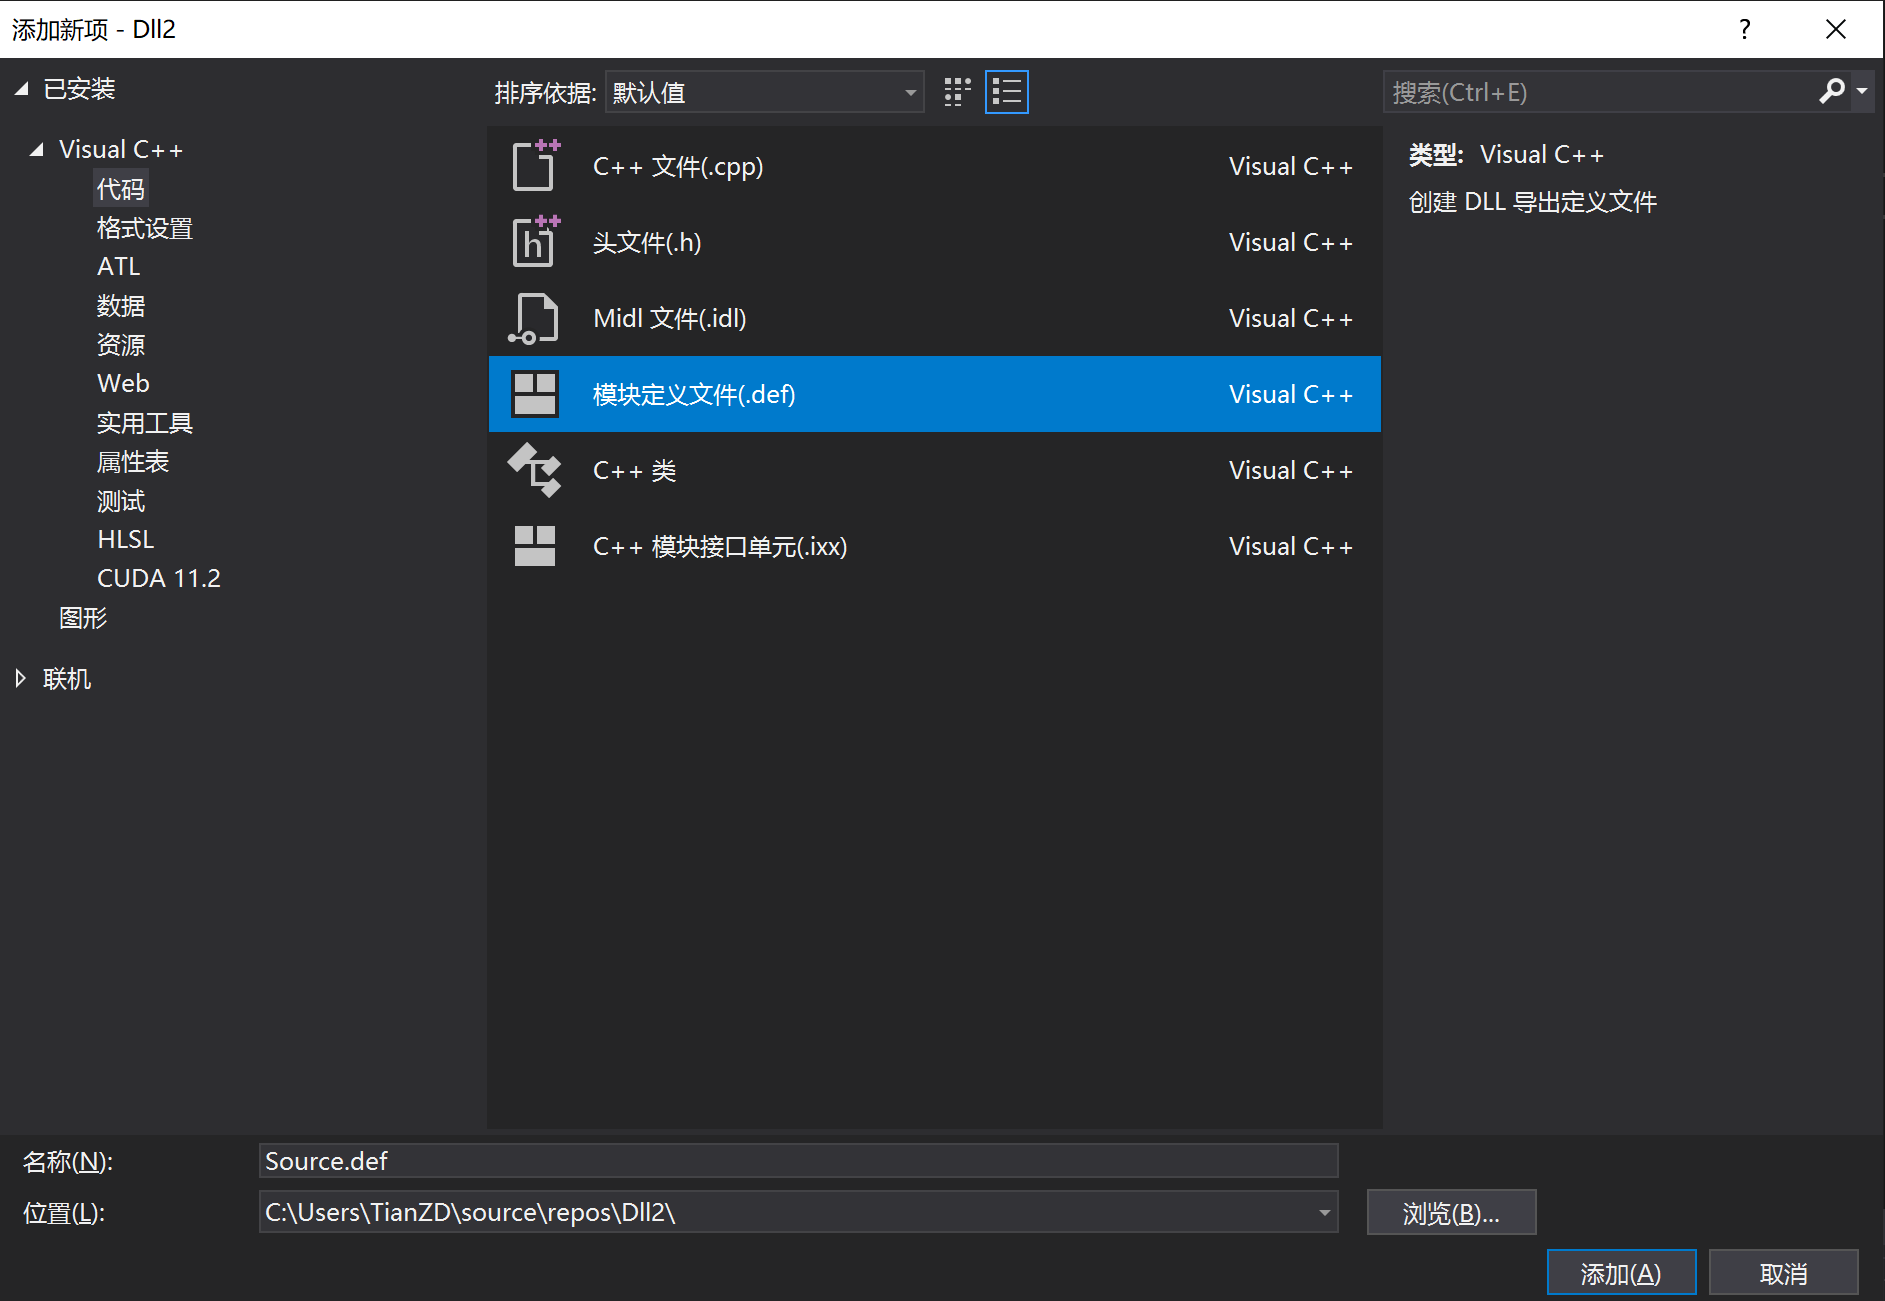 添加新项 - Dll2
?
已安装
Visual C++
代码
格式设置
ATL
数据
资源
Web
实用工具
属性表
测试
HLSL
CUDA 11.2
图形
联机
排序依据: 默认值
C++ 文件(.cpp) Visual C++
头文件(.h) Visual C++
Midl 文件(.idl) Visual C++
模块定义文件(.def) Visual C++
C++ 类 Visual C++
C++ 模块接口单元(.ixx) Visual C++
搜索(Ctrl+E)
类型: Visual C++
创建 DLL 导出定义文件
名称(N): Source.def
位置(L): C:\Users\TianZD\source\repos\Dll2\
浏览(B)...
添加(A) 取消